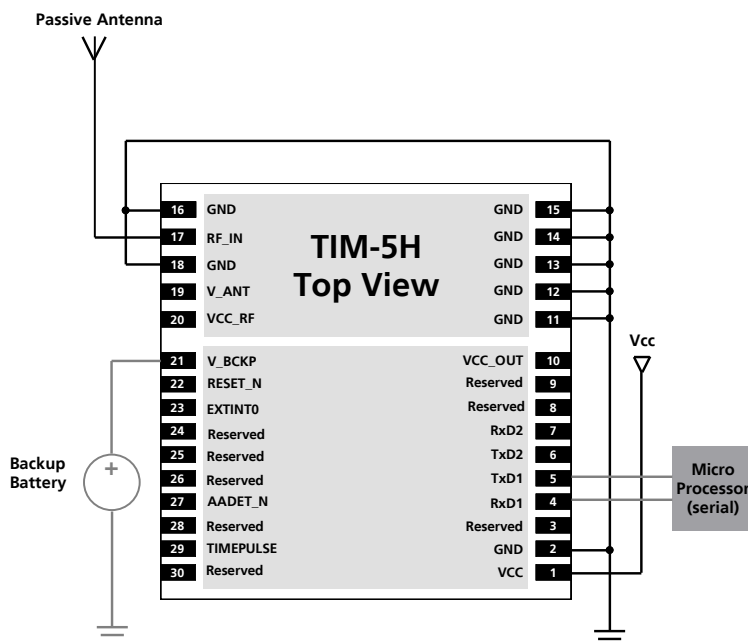 Passive Antenna
TIM-5H
Top View
16 GND
17 RF_IN
18 GND
19 V_ANT
20 VCC_RF
GND 15
GND 14
GND 13
GND 12
GND 11
21 V_BCKP
22 RESET_N
23 EXTINT0
24 Reserved
25 Reserved
26 Reserved
27 AADET_N
28 Reserved
29 TIMEPULSE
30 Reserved
VCC_OUT 10
Reserved 9
Reserved 8
RxD2 7
TxD2 6
TxD1 5
RxD1 4
Reserved 3
GND 2
VCC 1
Vcc
Backup
Battery
+
Micro
Processor
(serial)